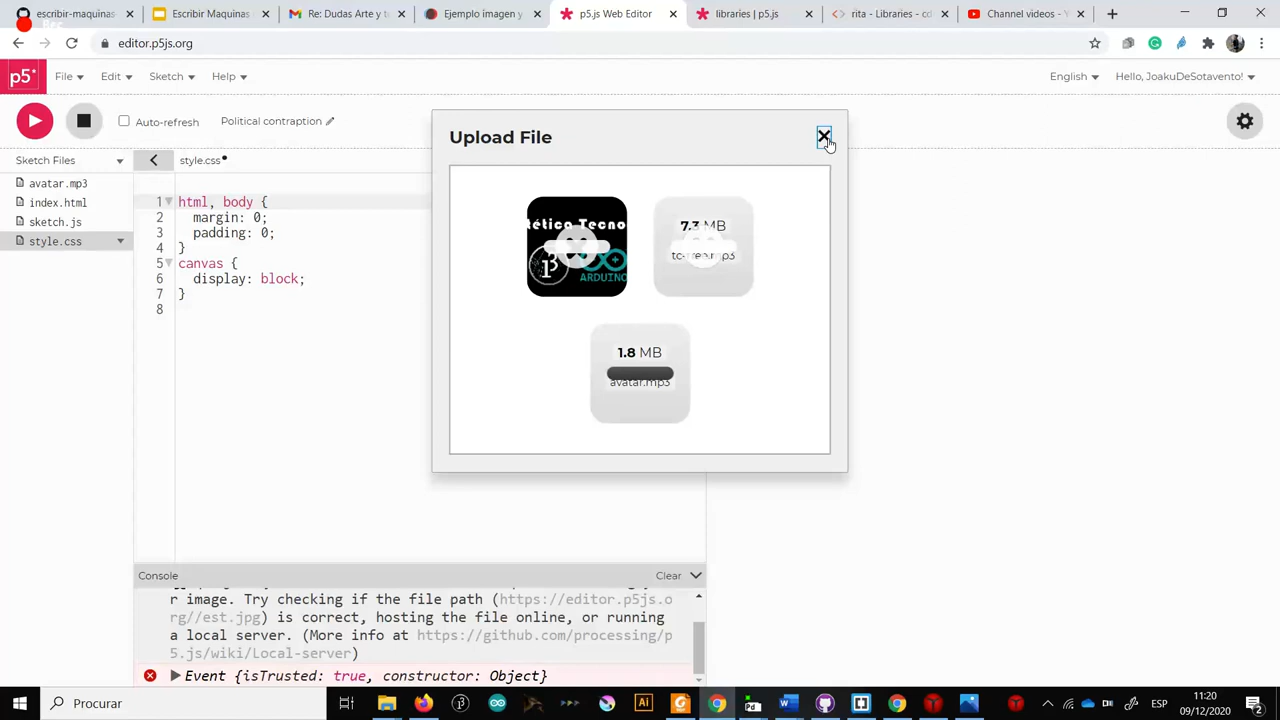 escribir-maquinas
Escribir Maquinas
Re: Dudas Arte y t
Ejemplo imagen y
p5.js Web Editor
libraries | p5.js
rita - Libraries - cd
Channel videos - Y
editor.p5js.org
p5*
File
Edit
Sketch
Help
English
Hello, JoakuDeSotavento!
Auto-refresh
Political contraption
Sketch Files
style.css
avatar.mp3
index.html
sketch.js
style.css
1 html, body {
2 margin: 0;
3 padding: 0;
4 }
5 canvas {
6 display: block;
7 }
8
Upload File
tética Tecno
ARDUINO
7.3 MB
1.8 MB
avatar.mp3
Console
Clear
r image. Try checking if the file path (https://editor.p5js.o
rg//est.jpg) is correct, hosting the file online, or running
a local server. (More info at https://github.com/processing/p
5.js/wiki/Local-server)
Event {isTrusted: true, constructor: Object}
Procurar
Ai
Pd
ESP
11:20
09/12/2020